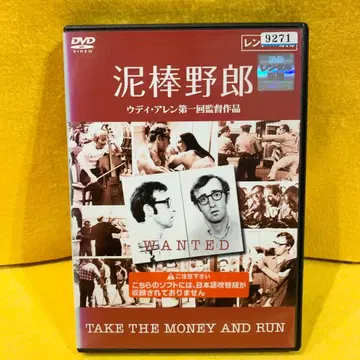 DVD
VIDEO
レン
9271
泥棒野郎
ウディ・アレン第一回監督作品
WANTED
ご注意下さい
こちらのソフトには、日本語吹替版が
収録されておりません
TAKE THE MONEY AND RUN